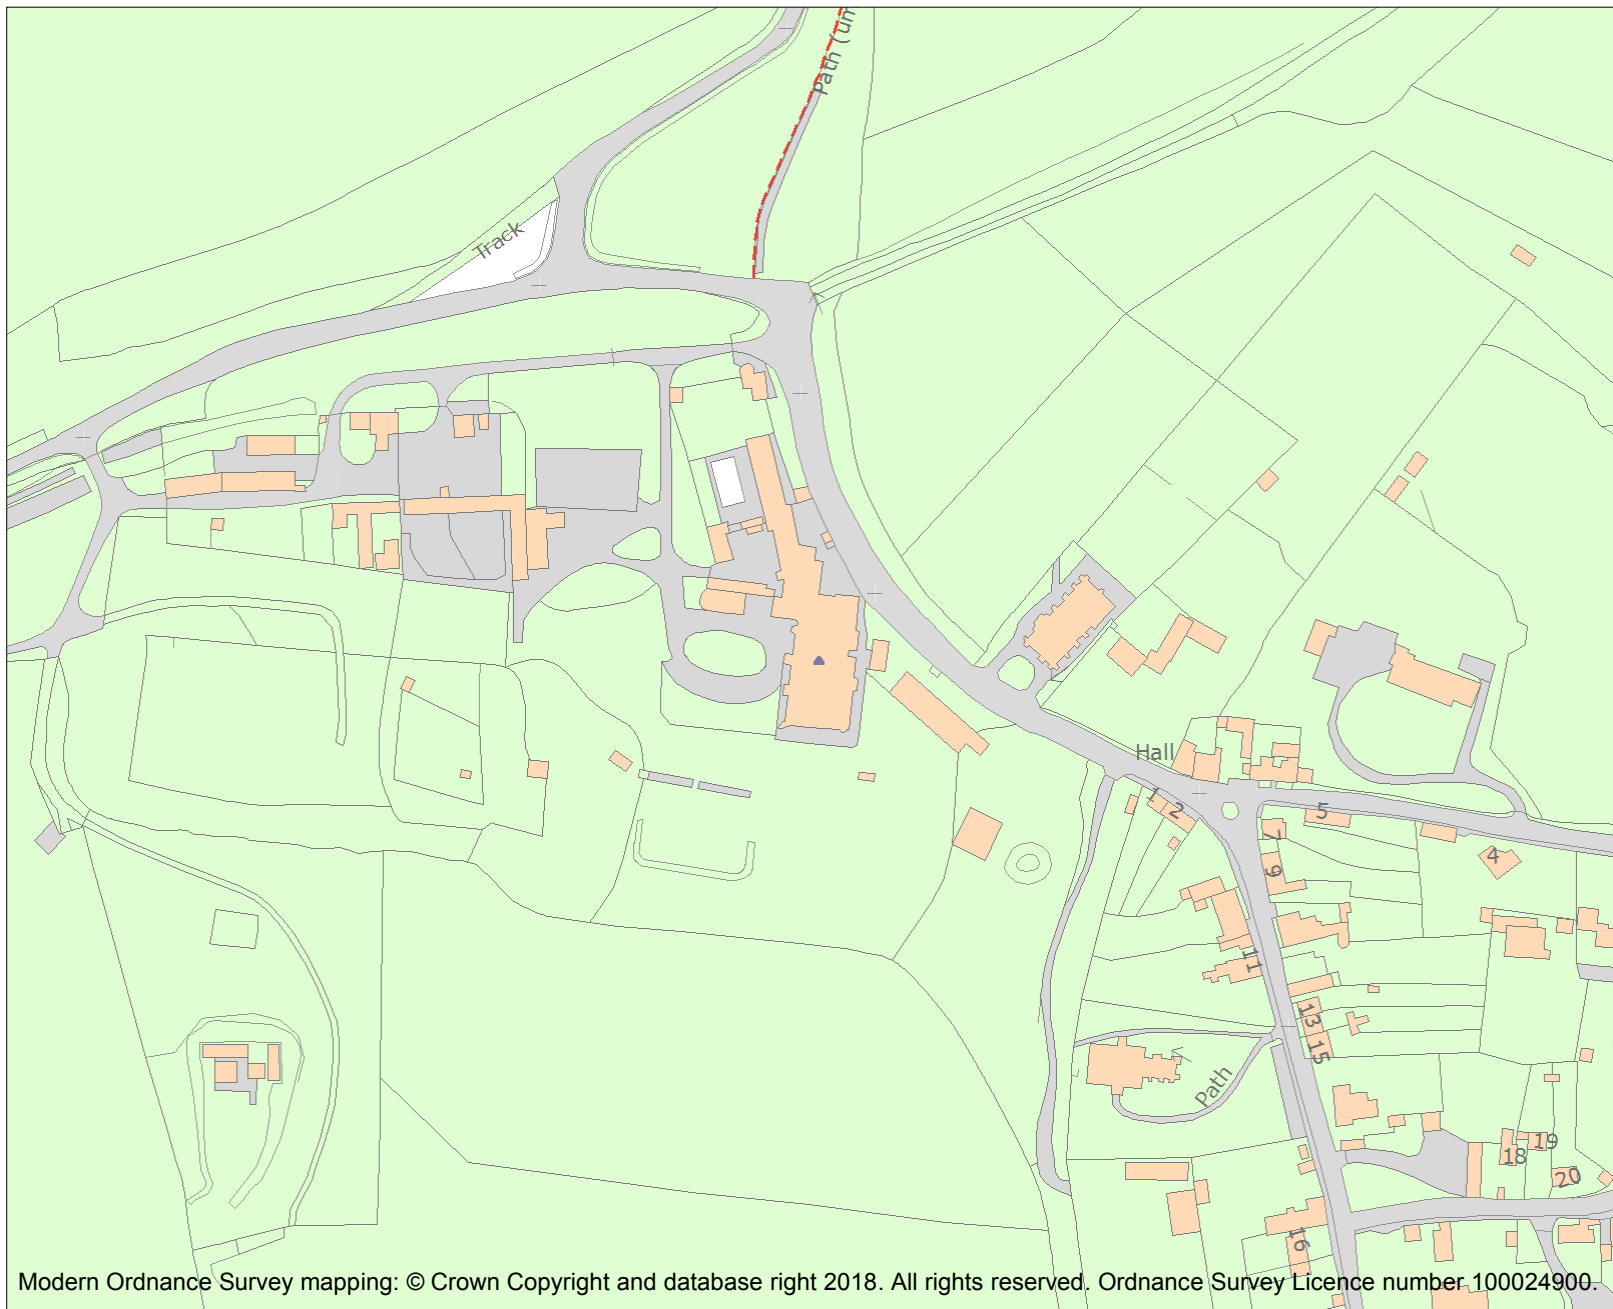 Path (un
Track
Hall
1
2
5
7
4
9
11
13
15
Path
18
19
20
16
Modern Ordnance Survey mapping: © Crown Copyright and database right 2018. All rights reserved. Ordnance Survey Licence number 100024900.